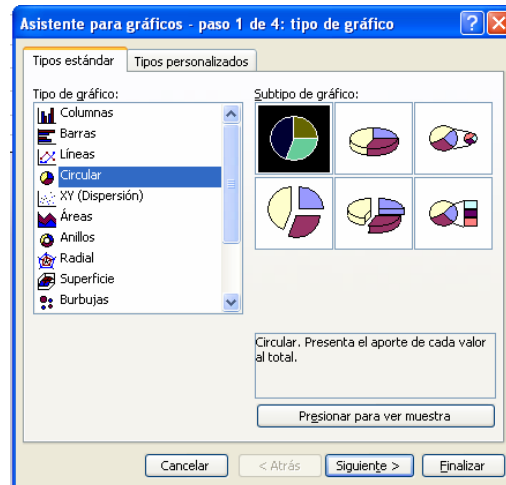 Asistente para gráficos - paso 1 de 4: tipo de gráfico
Tipos estándar
Tipos personalizados
Tipo de gráfico:
Columnas
Barras
Líneas
Circular
XY (Dispersión)
Áreas
Anillos
Radial
Superficie
Burbujas
Subtipo de gráfico:
Circular. Presenta el aporte de cada valor
al total.
Presionar para ver muestra
Cancelar
< Atrás
Siguiente >
Finalizar